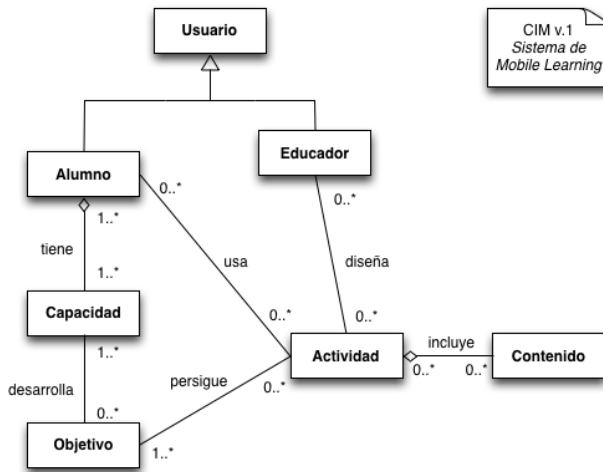 Usuario
CIM v.1
Sistema de
Mobile Learning
Educador
Alumno
0..*
0..*
1..*
tiene
usa
diseña
1..*
0..*
0..*
Capacidad
Actividad
incluye
Contenido
1..*
0..*
0..*
persigue
0..*
desarrolla
0..*
Objetivo
1..*